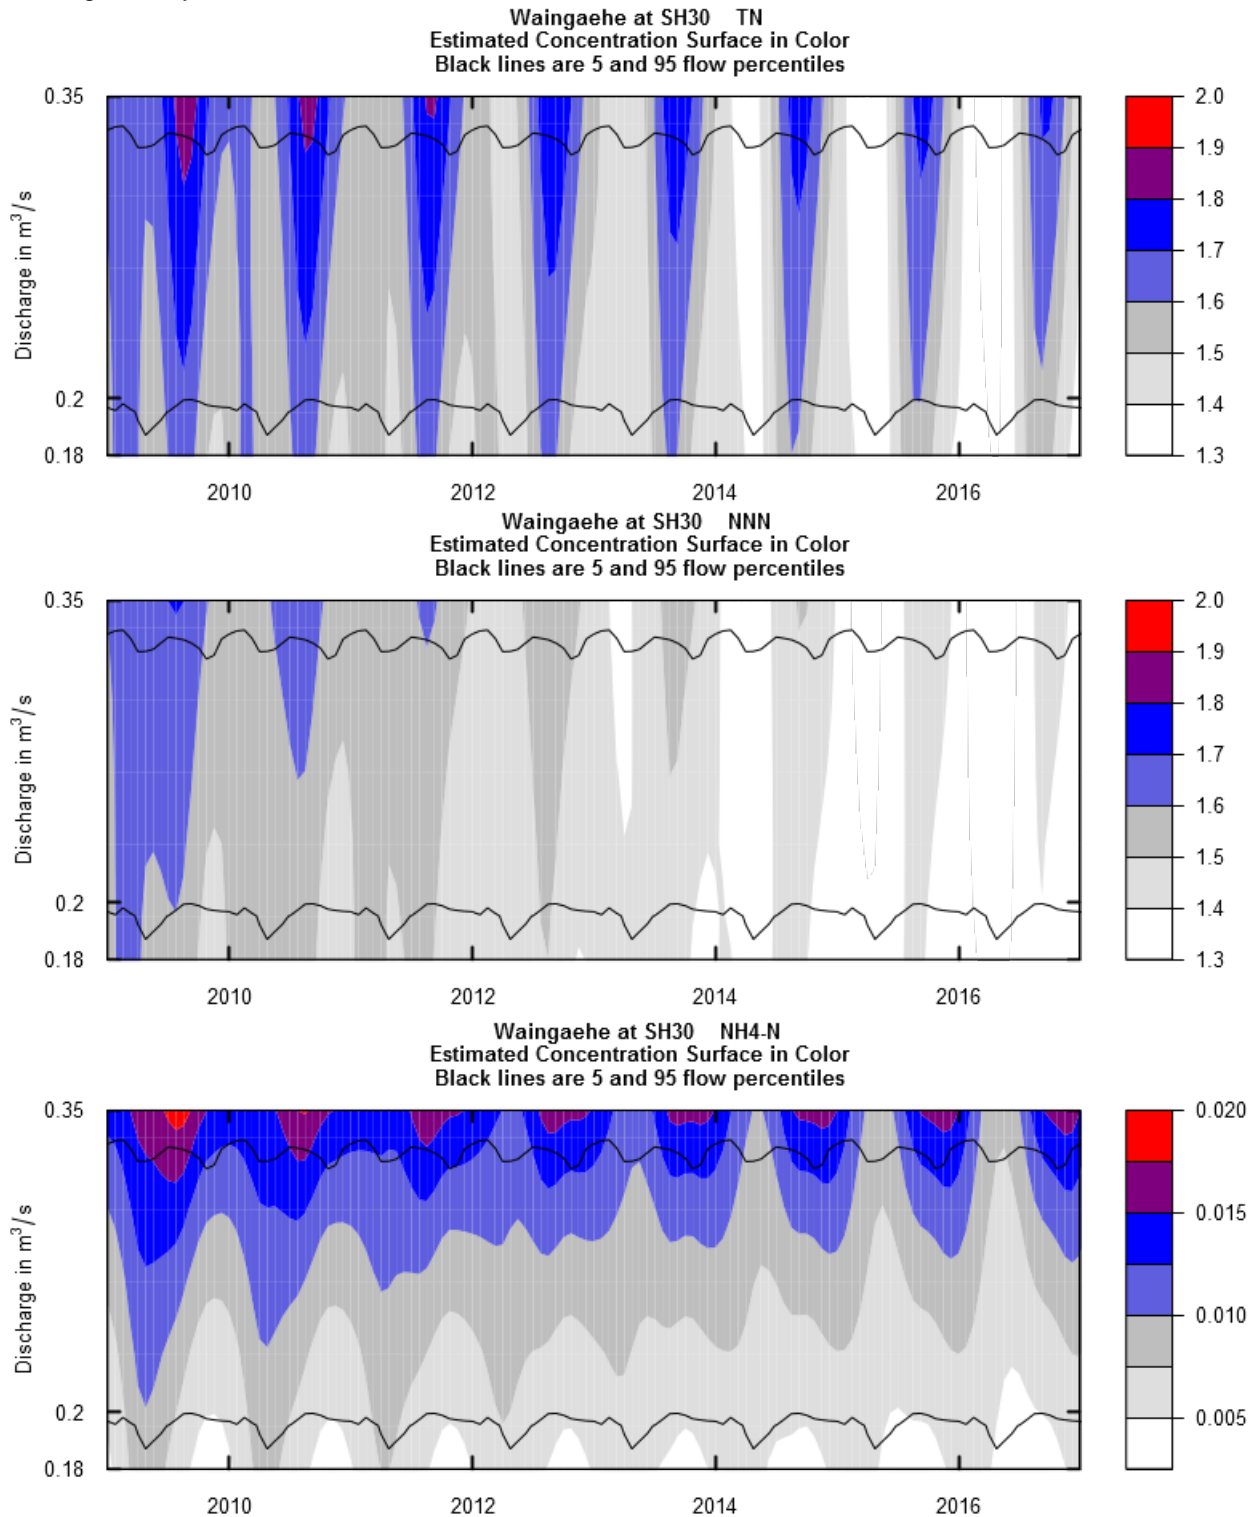 Waingaehe at SH30 TN
Estimated Concentration Surface in Color
Black lines are 5 and 95 flow percentiles
0.35
0.2
0.18
Discharge in m³/s
2010 2012 2014 2016
2.0
1.9
1.8
1.7
1.6
1.5
1.4
1.3
Waingaehe at SH30 NNN
Estimated Concentration Surface in Color
Black lines are 5 and 95 flow percentiles
0.35
0.2
0.18
Discharge in m³/s
2010 2012 2014 2016
2.0
1.9
1.8
1.7
1.6
1.5
1.4
1.3
Waingaehe at SH30 NH4-N
Estimated Concentration Surface in Color
Black lines are 5 and 95 flow percentiles
0.35
0.2
0.18
Discharge in m³/s
2010 2012 2014 2016
0.020
0.015
0.010
0.005